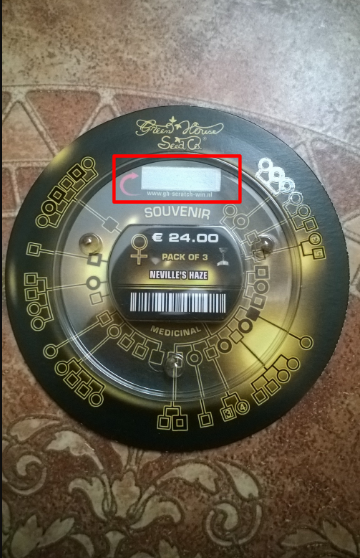 Green House
Seed Co.
www.gh-scratch-win.nl
SOUVENIR
€ 24.00
PACK OF 3
NEVILLE'S HAZE
MEDICINAL